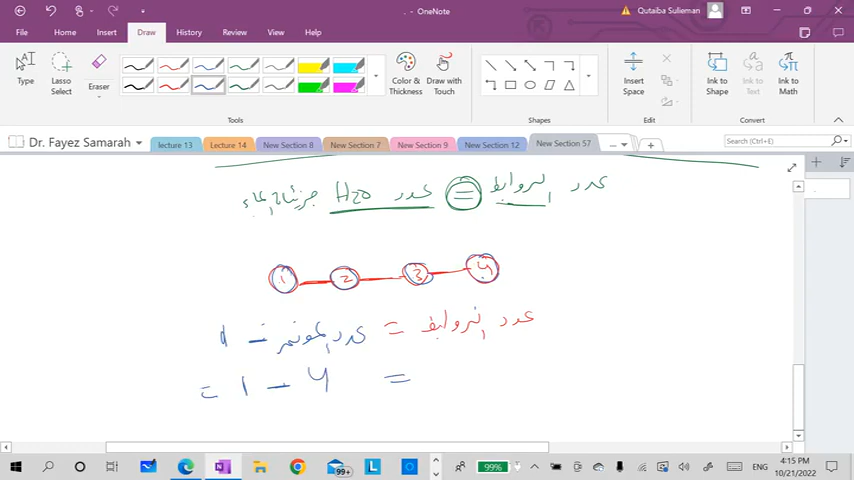 . - OneNote
Qutaiba Sulieman
File Home Insert Draw History Review View Help
Type
Lasso Select
Eraser
Color & Thickness
Draw with Touch
Insert Space
Ink to Shape
Ink to Text
Ink to Math
Tools
Shapes
Edit
Convert
Dr. Fayez Samarah
lecture 13
Lecture 14
New Section 8
New Section 7
New Section 9
New Section 12
New Section 57
Search (Ctrl+E)
عدد الروابط = عدد H2O جزيئات الماء
1 2 3 4
عدد الروابط = عدد المونمر - 1
= 4 - 1 =
99+
99%
ENG
4:15 PM
10/21/2022